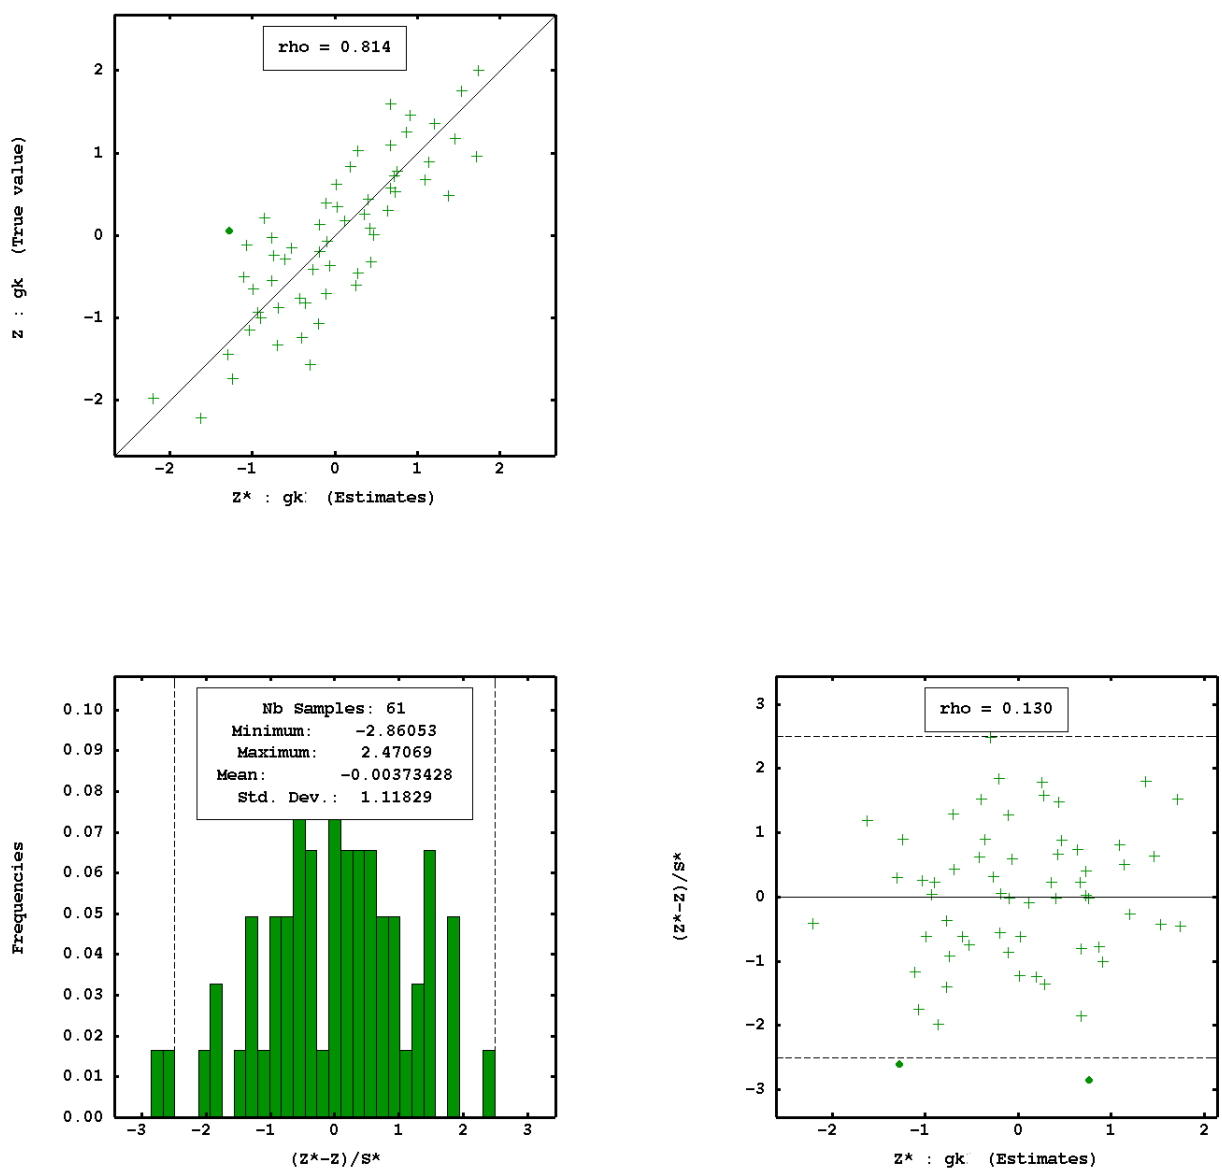 rho = 0.814
2
1
0
−1
−2
Z : gk (True value)
−2 −1 0 1 2
Z* : gk (Estimates)
Nb Samples: 61
Minimum: −2.86053
Maximum: 2.47069
Mean: −0.00373428
Std. Dev.: 1.11829
0.10
0.09
0.08
0.07
0.06
0.05
0.04
0.03
0.02
0.01
0.00
Frequencies
−3 −2 −1 0 1 2 3
(Z*−Z)/S*
rho = 0.130
3
2
1
0
−1
−2
−3
(Z*−Z)/S*
−2 −1 0 1 2
Z* : gk (Estimates)